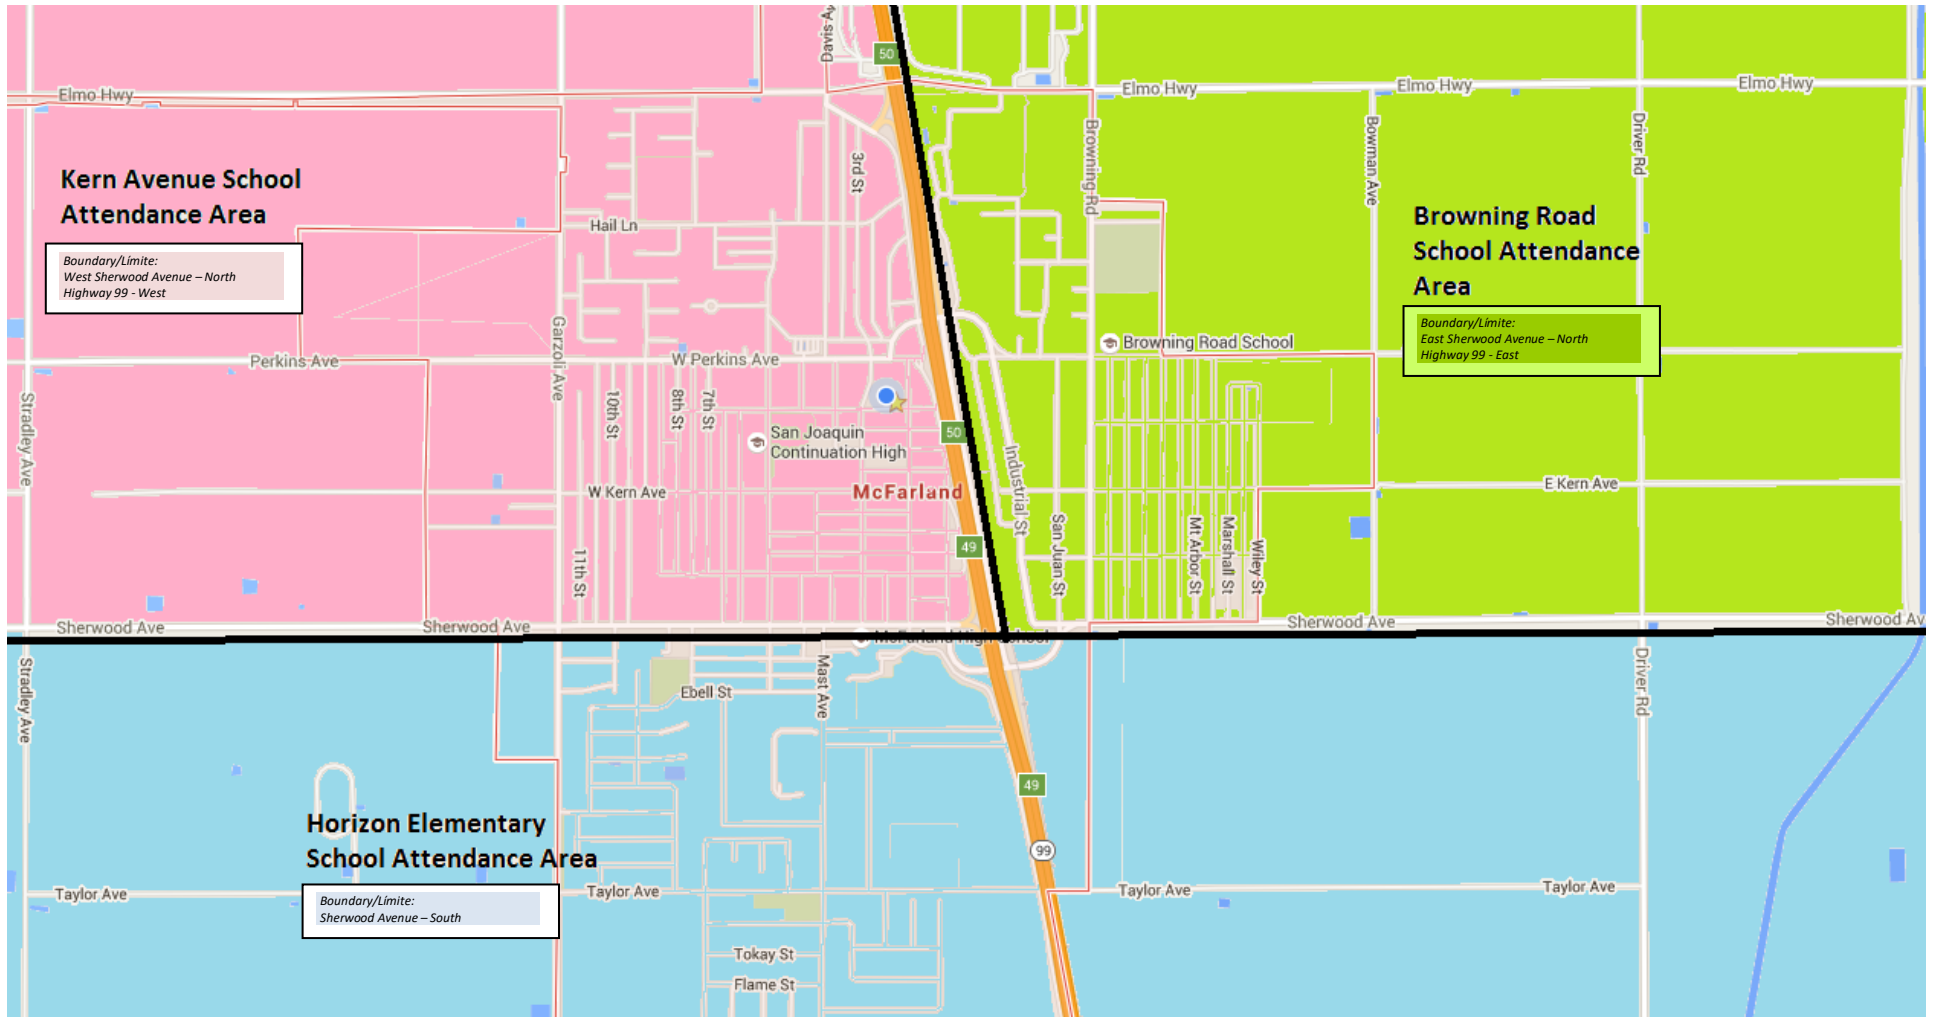 Davis Av
50
Elmo Hwy
Elmo Hwy
Elmo Hwy
Elmo Hwy
Kern Avenue School
Attendance Area
Boundary/Límite:
West Sherwood Avenue – North
Highway 99 - West
3rd St
Browning Rd
Bowman Ave
Driver Rd
Browning Road
School Attendance
Area
Boundary/Límite:
East Sherwood Avenue – North
Highway 99 - East
Hail Ln
Garzoli Ave
Perkins Ave
W Perkins Ave
Browning Road School
Stradley Ave
10th St
8th St
7th St
San Joaquin
Continuation High
50
Industrial St
W Kern Ave
McFarland
E Kern Ave
49
11th St
San Juan St
Mt Arbor St
Marshall St
Wiley St
Sherwood Ave
Sherwood Ave
Sherwood Ave
Sherwood Av
McFarland High School
Stradley Ave
Ebell St
Mast Ave
Driver Rd
49
Horizon Elementary
School Attendance Area
Boundary/Límite:
Sherwood Avenue – South
99
Taylor Ave
Taylor Ave
Taylor Ave
Taylor Ave
Tokay St
Flame St